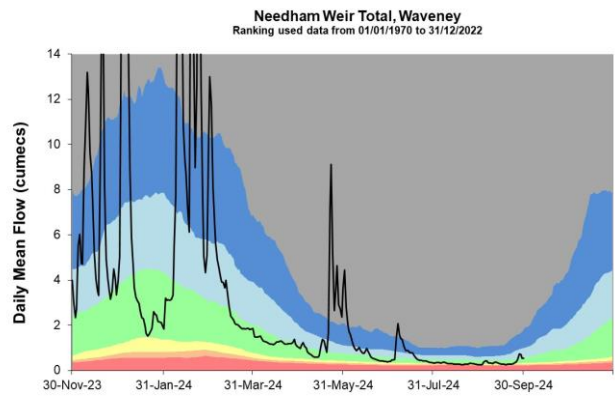 Needham Weir Total, Waveney
Ranking used data from 01/01/1970 to 31/12/2022
Daily Mean Flow (cumecs)
14
12
10
8
6
4
2
0
30-Nov-23 31-Jan-24 31-Mar-24 31-May-24 31-Jul-24 30-Sep-24